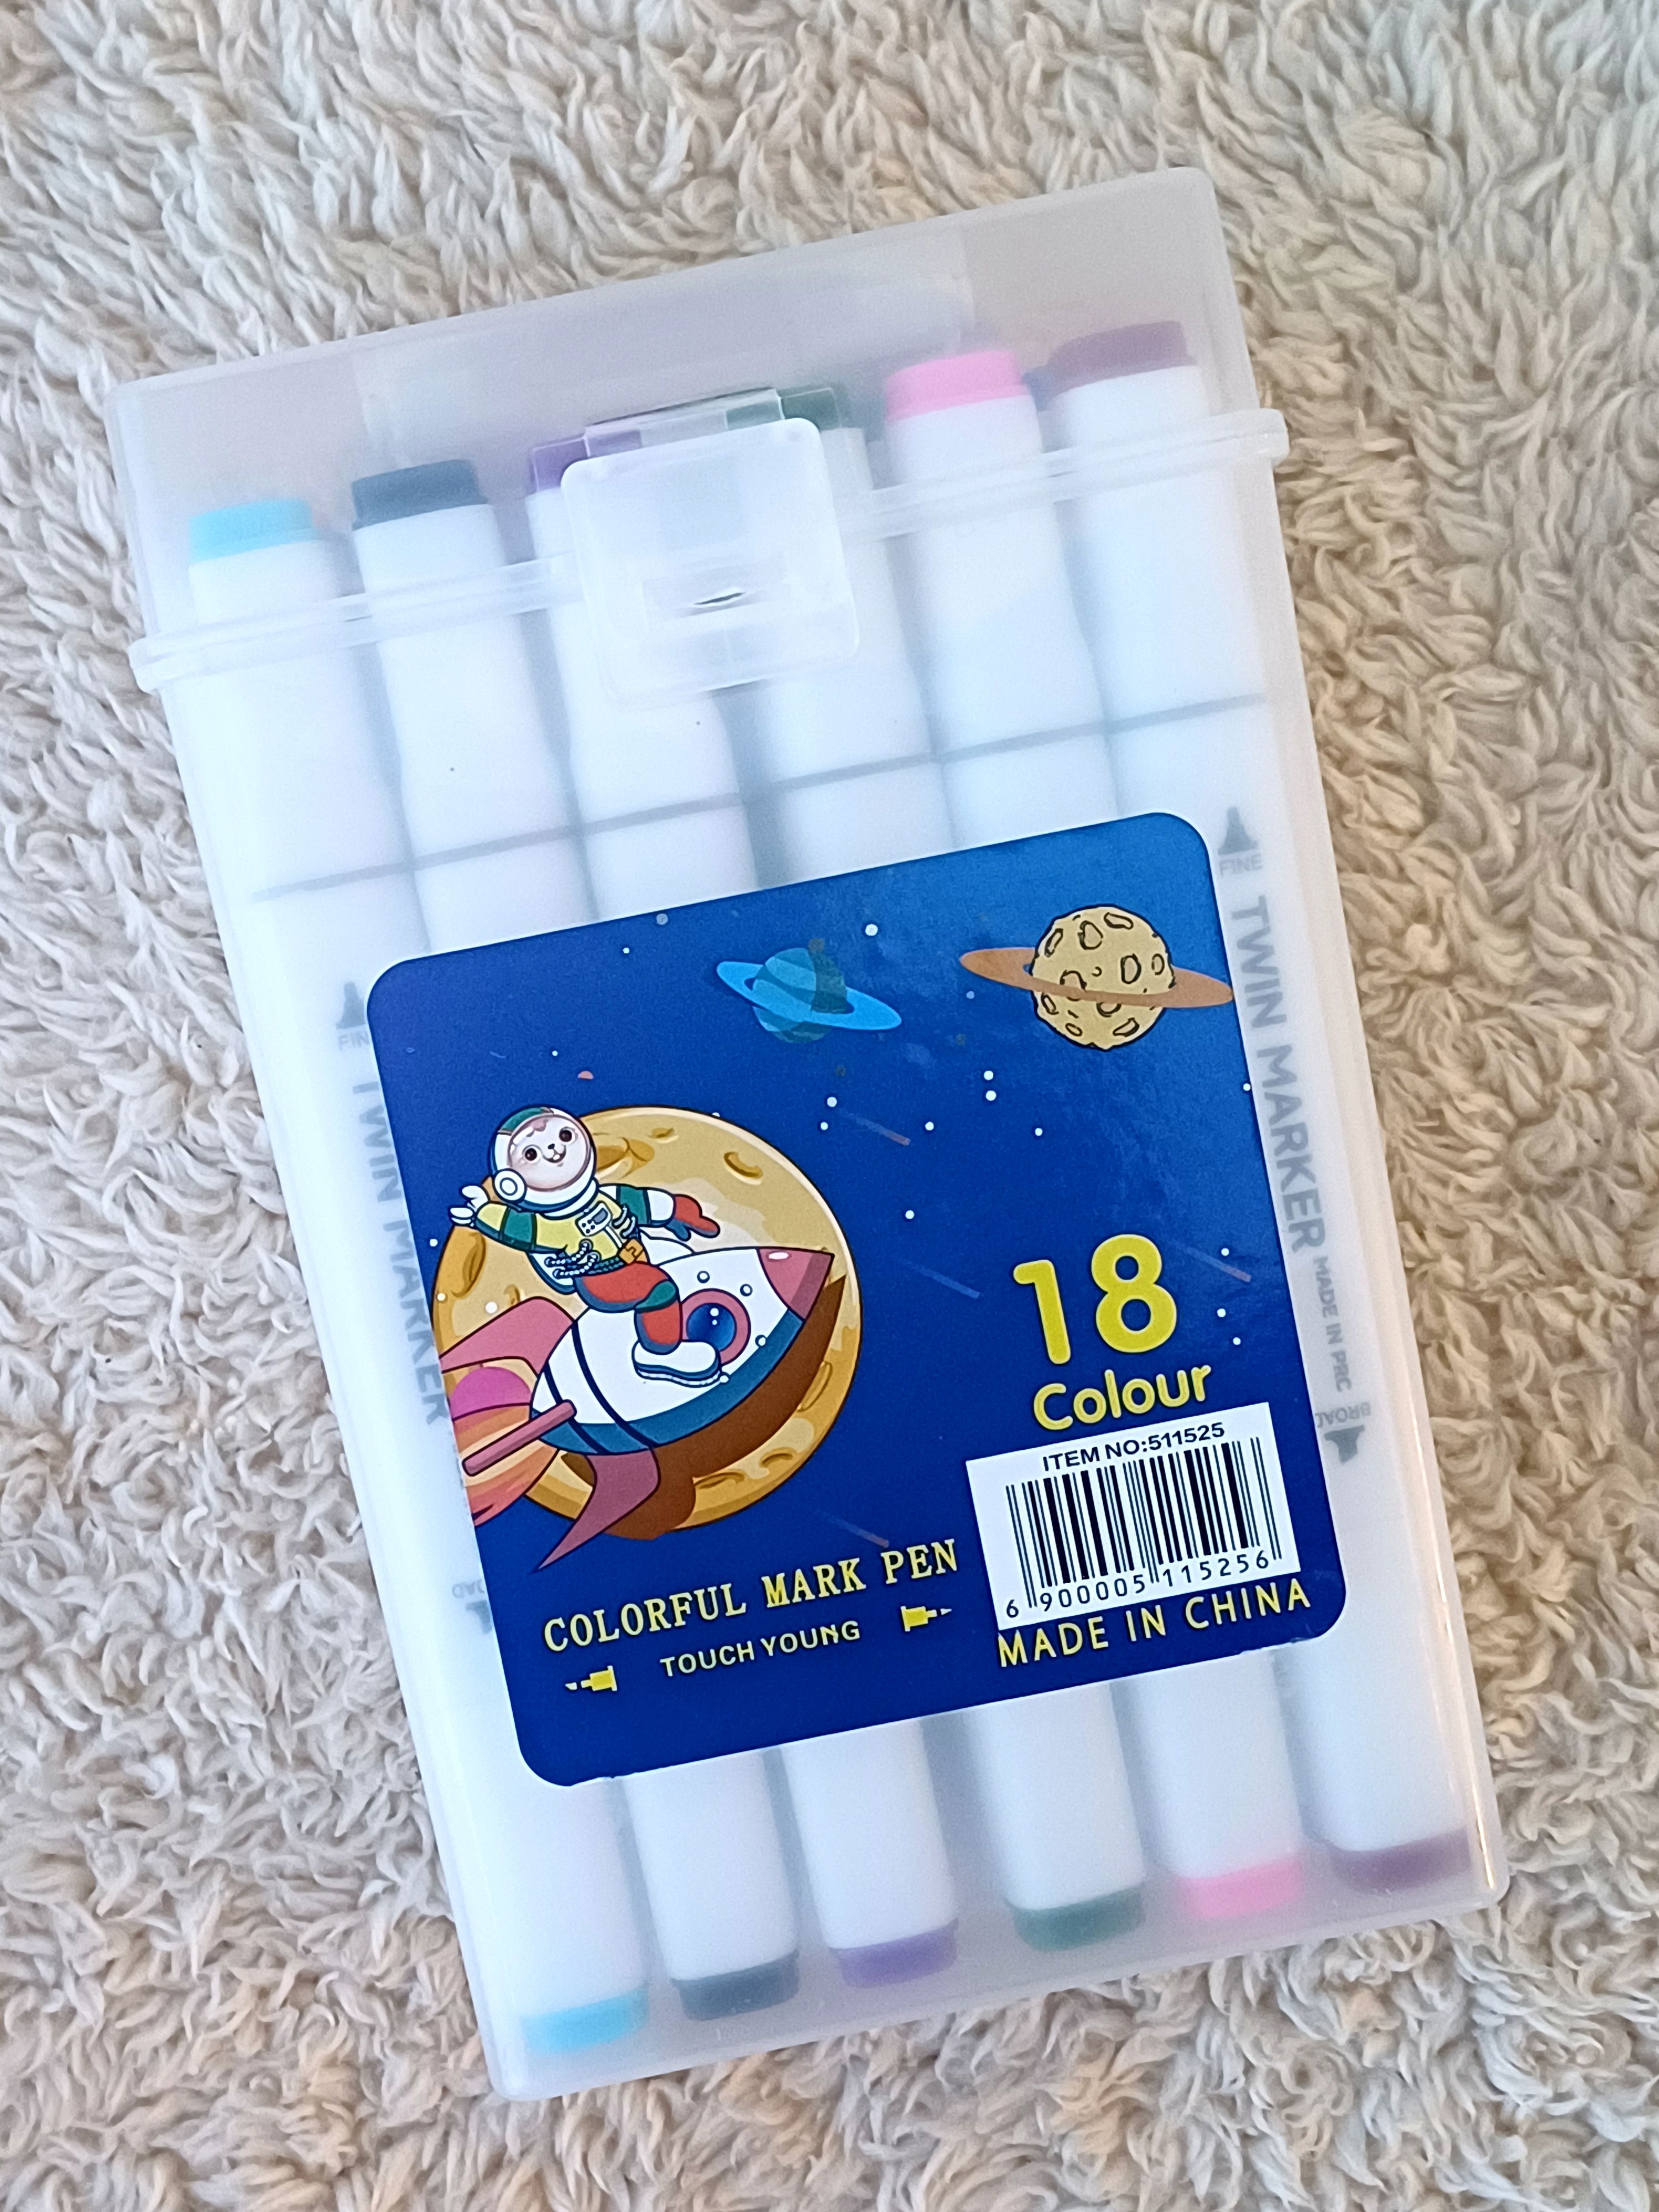 FINE
TWIN MARKER
MADE IN PRC
BROAD
FINE
TWIN MARKER
18
Colour
ITEM NO:511525
6 900005 115256
MADE IN CHINA
COLORFUL MARK PEN
TOUCH YOUNG